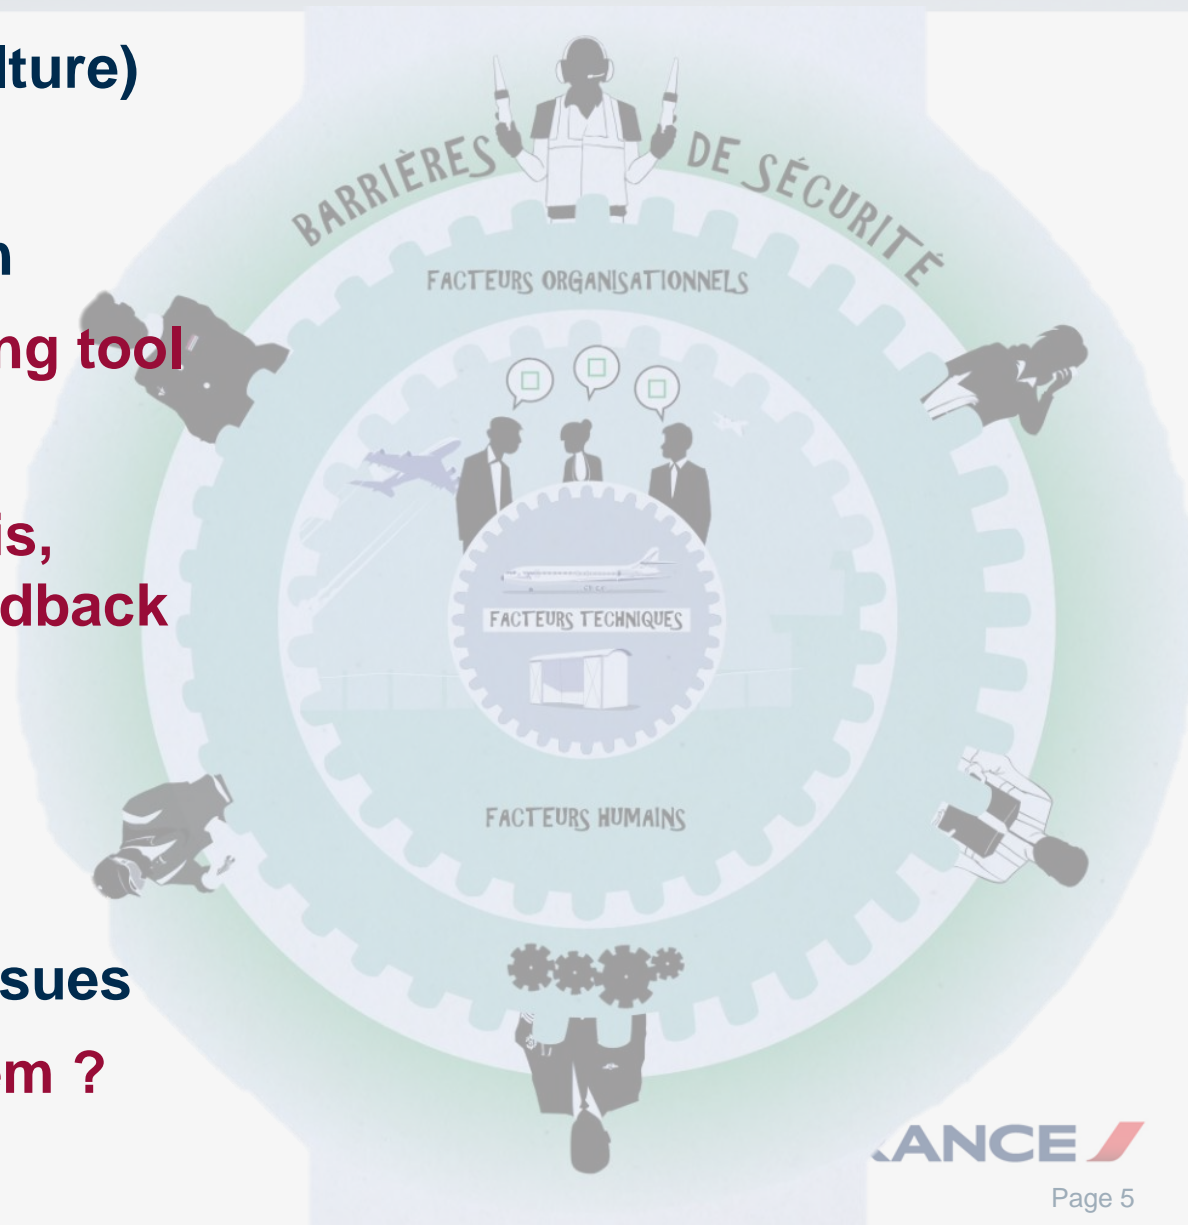 lture)
BARRIÈRES DE SÉCURITÉ
n
FACTEURS ORGANISATIONNELS
ng tool
is,
dback
FACTEURS TECHNIQUES
FACTEURS HUMAINS
sues
m ?
ANCE
Page 5